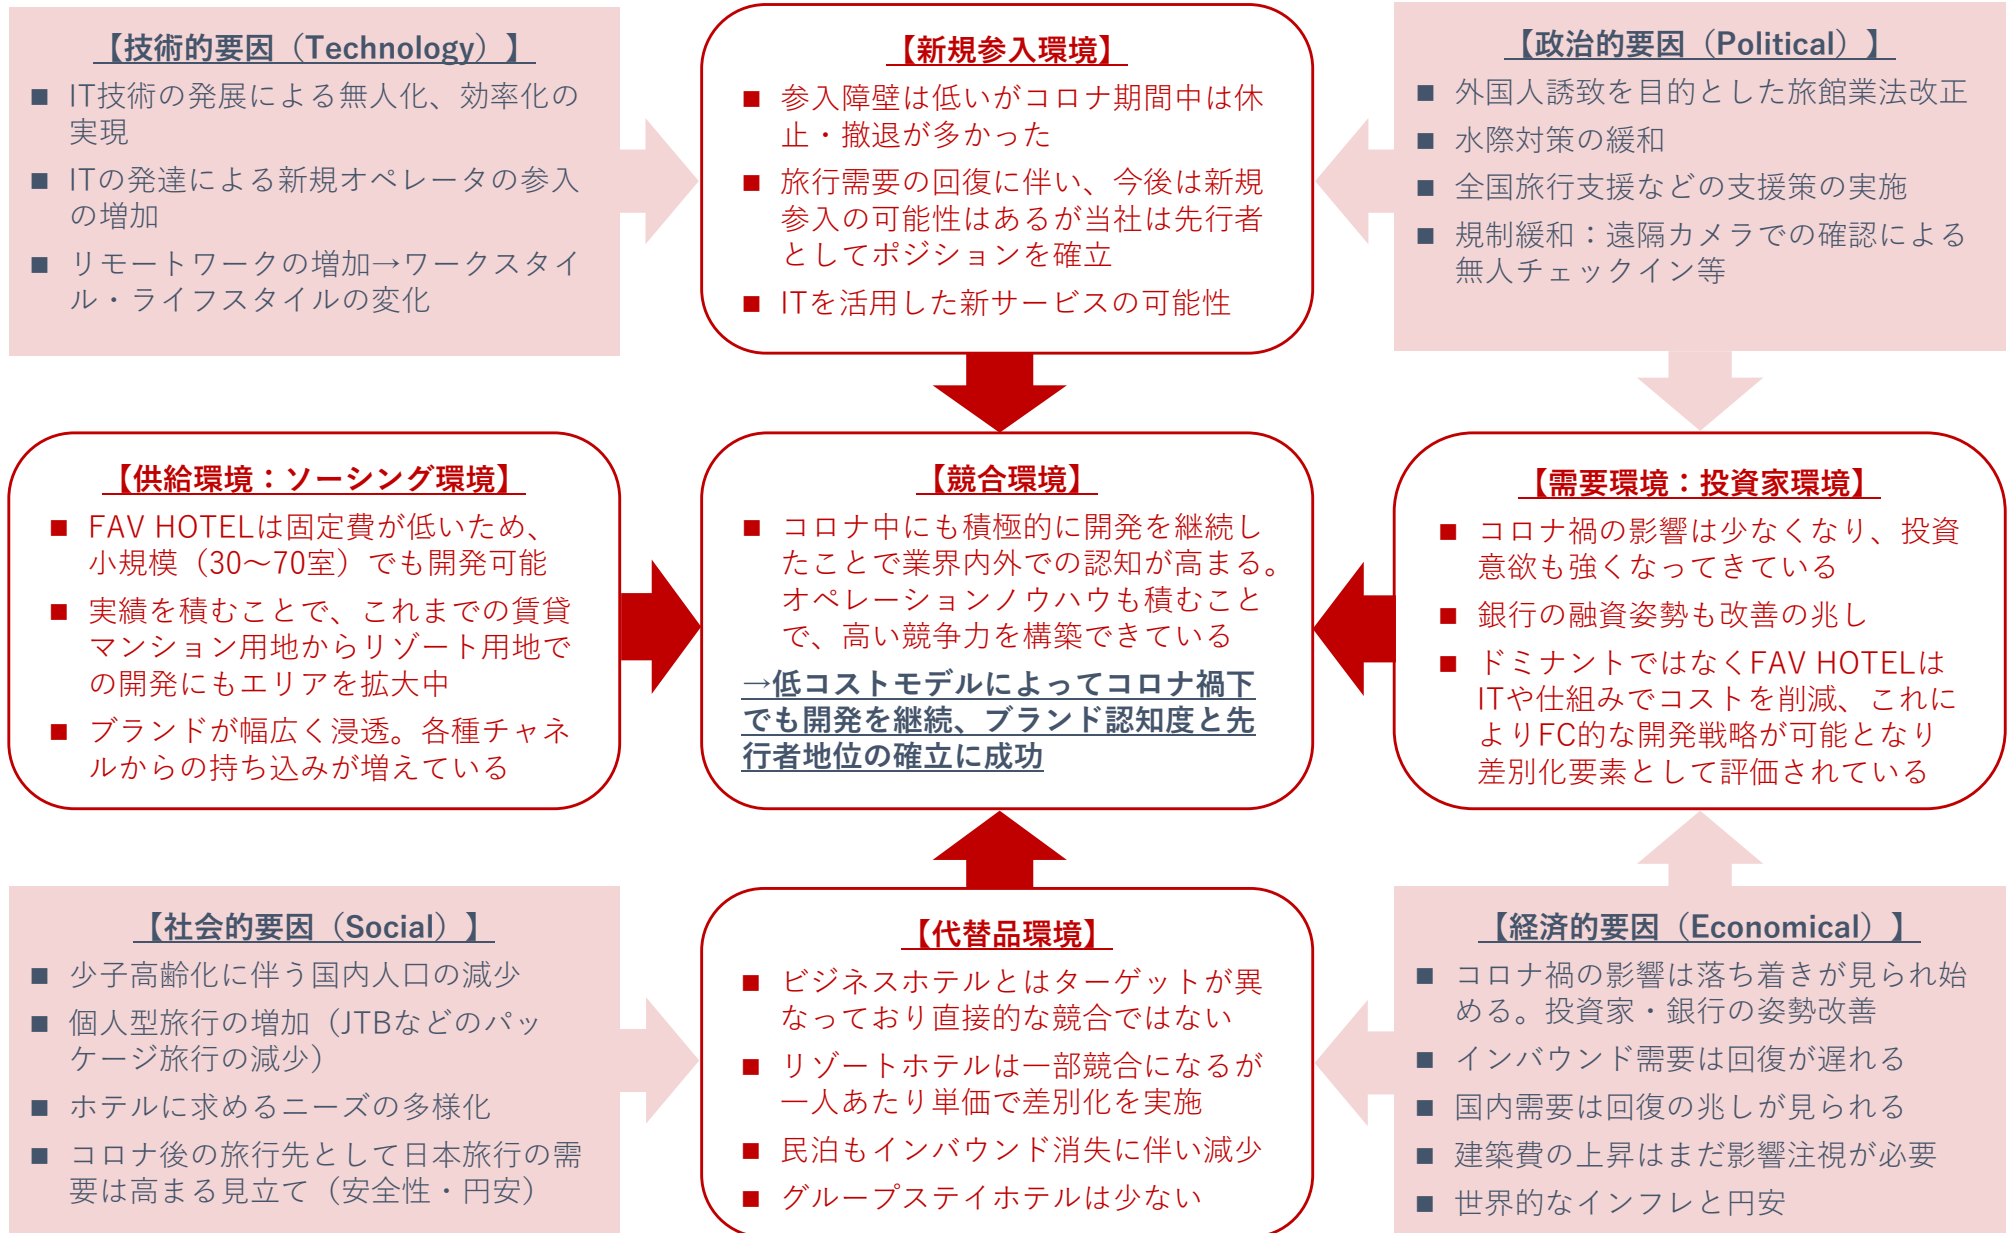 【技術的要因（Technology）】
■ IT技術の発展による無人化、効率化の
実現
■ ITの発達による新規オペレータの参入
の増加
■ リモートワークの増加→ワークスタイ
ル・ライフスタイルの変化
【新規参入環境】
■ 参入障壁は低いがコロナ期間中は休
止・撤退が多かった
■ 旅行需要の回復に伴い、今後は新規
参入の可能性はあるが当社は先行者
としてポジションを確立
■ ITを活用した新サービスの可能性
【政治的要因（Political）】
■ 外国人誘致を目的とした旅館業法改正
■ 水際対策の緩和
■ 全国旅行支援などの支援策の実施
■ 規制緩和：遠隔カメラでの確認による
無人チェックイン等
【供給環境：ソーシング環境】
■ FAV HOTELは固定費が低いため、
小規模（30～70室）でも開発可能
■ 実績を積むことで、これまでの賃貸
マンション用地からリゾート用地で
の開発にもエリアを拡大中
■ ブランドが幅広く浸透。各種チャネ
ルからの持ち込みが増えている
【競合環境】
■ コロナ中にも積極的に開発を継続し
たことで業界内外での認知が高まる。
オペレーションノウハウも積むこと
で、高い競争力を構築できている
→低コストモデルによってコロナ禍下
でも開発を継続、ブランド認知度と先
行者地位の確立に成功
【需要環境：投資家環境】
■ コロナ禍の影響は少なくなり、投資
意欲も強くなってきている
■ 銀行の融資姿勢も改善の兆し
■ ドミナントではなくFAV HOTELは
ITや仕組みでコストを削減、これに
よりFC的な開発戦略が可能となり
差別化要素として評価されている
【社会的要因（Social）】
■ 少子高齢化に伴う国内人口の減少
■ 個人型旅行の増加（JTBなどのパッ
ケージ旅行の減少）
■ ホテルに求めるニーズの多様化
■ コロナ後の旅行先として日本旅行の需
要は高まる見立て（安全性・円安）
【代替品環境】
■ ビジネスホテルとはターゲットが異
なっており直接的な競合ではない
■ リゾートホテルは一部競合になるが
一人あたり単価で差別化を実施
■ 民泊もインバウンド消失に伴い減少
■ グループステイホテルは少ない
【経済的要因（Economical）】
■ コロナ禍の影響は落ち着きが見られ始
める。投資家・銀行の姿勢改善
■ インバウンド需要は回復が遅れる
■ 国内需要は回復の兆しが見られる
■ 建築費の上昇はまだ影響注視が必要
■ 世界的なインフレと円安